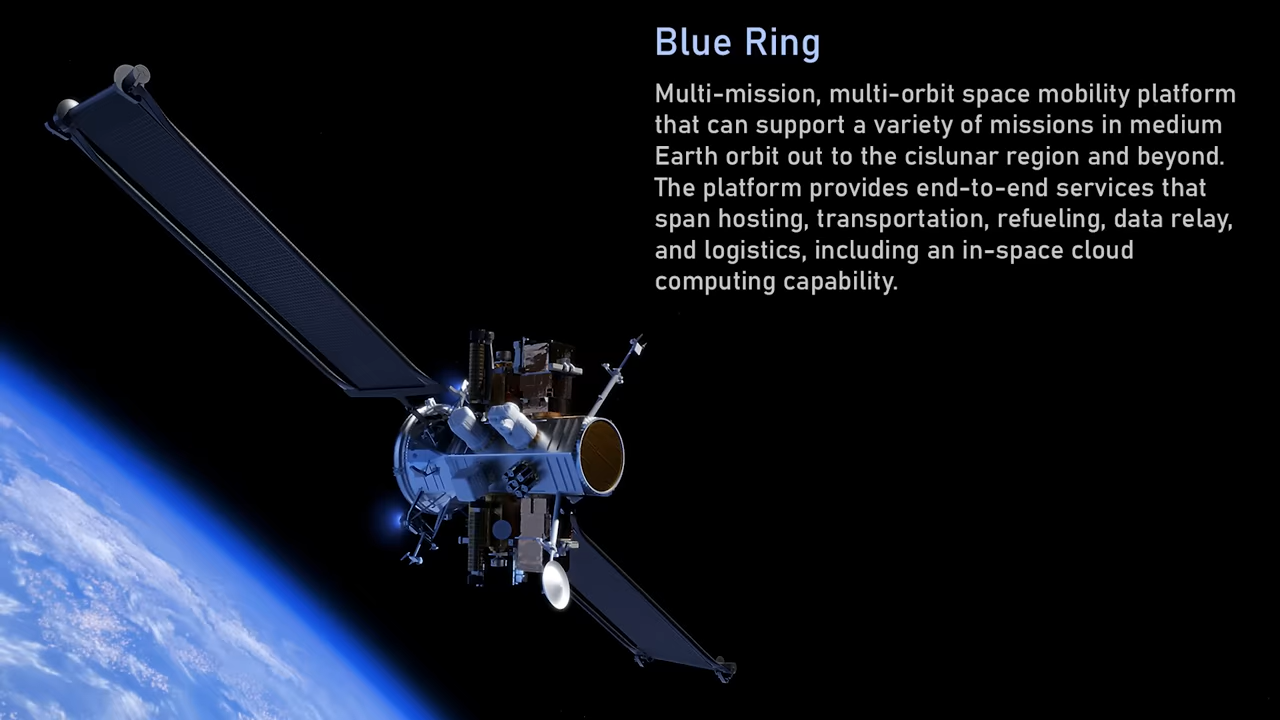 Blue Ring
Multi-mission, multi-orbit space mobility platform
that can support a variety of missions in medium
Earth orbit out to the cislunar region and beyond.
The platform provides end-to-end services that
span hosting, transportation, refueling, data relay,
and logistics, including an in-space cloud
computing capability.